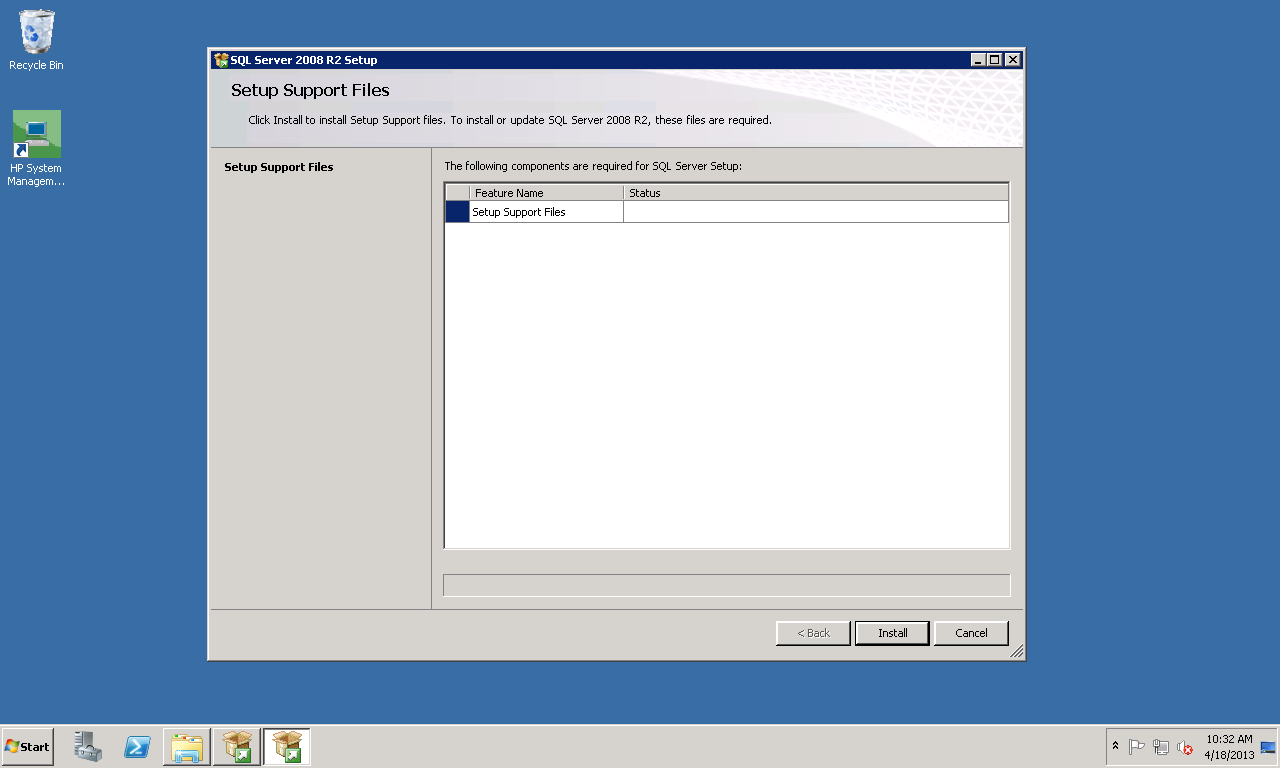 Recycle Bin
HP System
Managem...
SQL Server 2008 R2 Setup
Setup Support Files
Click Install to install Setup Support files. To install or update SQL Server 2008 R2, these files are required.
Setup Support Files
The following components are required for SQL Server Setup:
Feature Name Status
Setup Support Files
< Back Install Cancel
Start
10:32 AM
4/18/2013